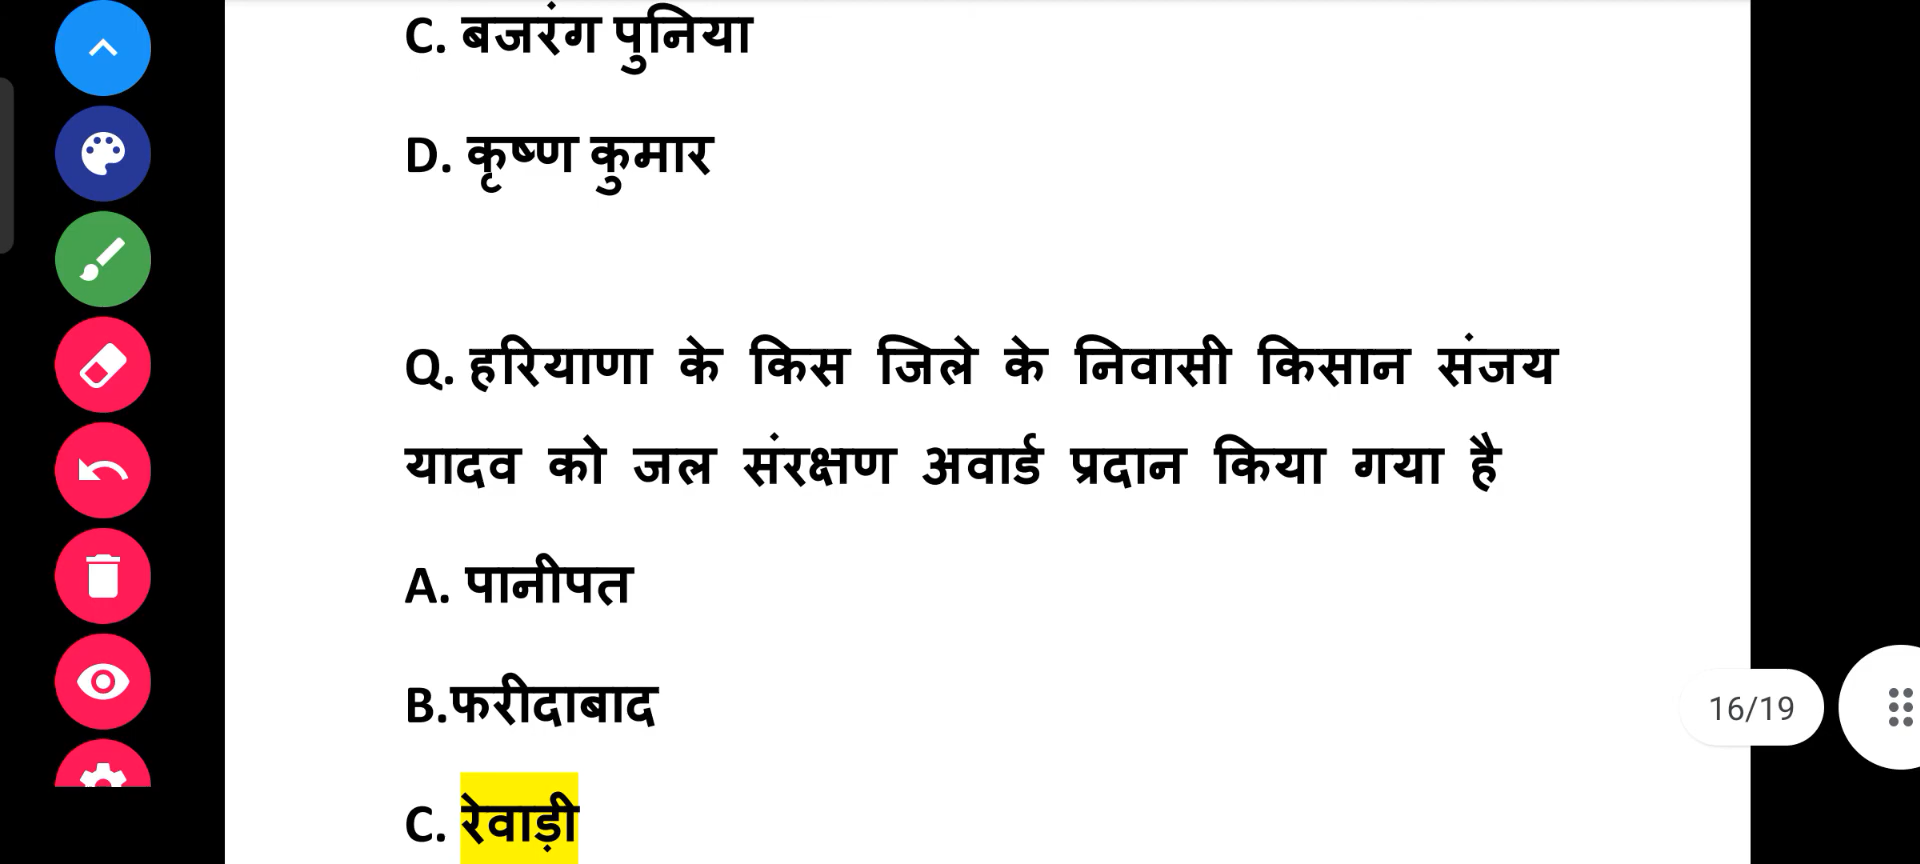 C. बजरंग पुनिया
D. कृष्ण कुमार
Q. हरियाणा के किस जिले के निवासी किसान संजय
यादव को जल संरक्षण अवार्ड प्रदान किया गया है
A. पानीपत
B.फरीदाबाद
16/19
C. रेवाड़ी